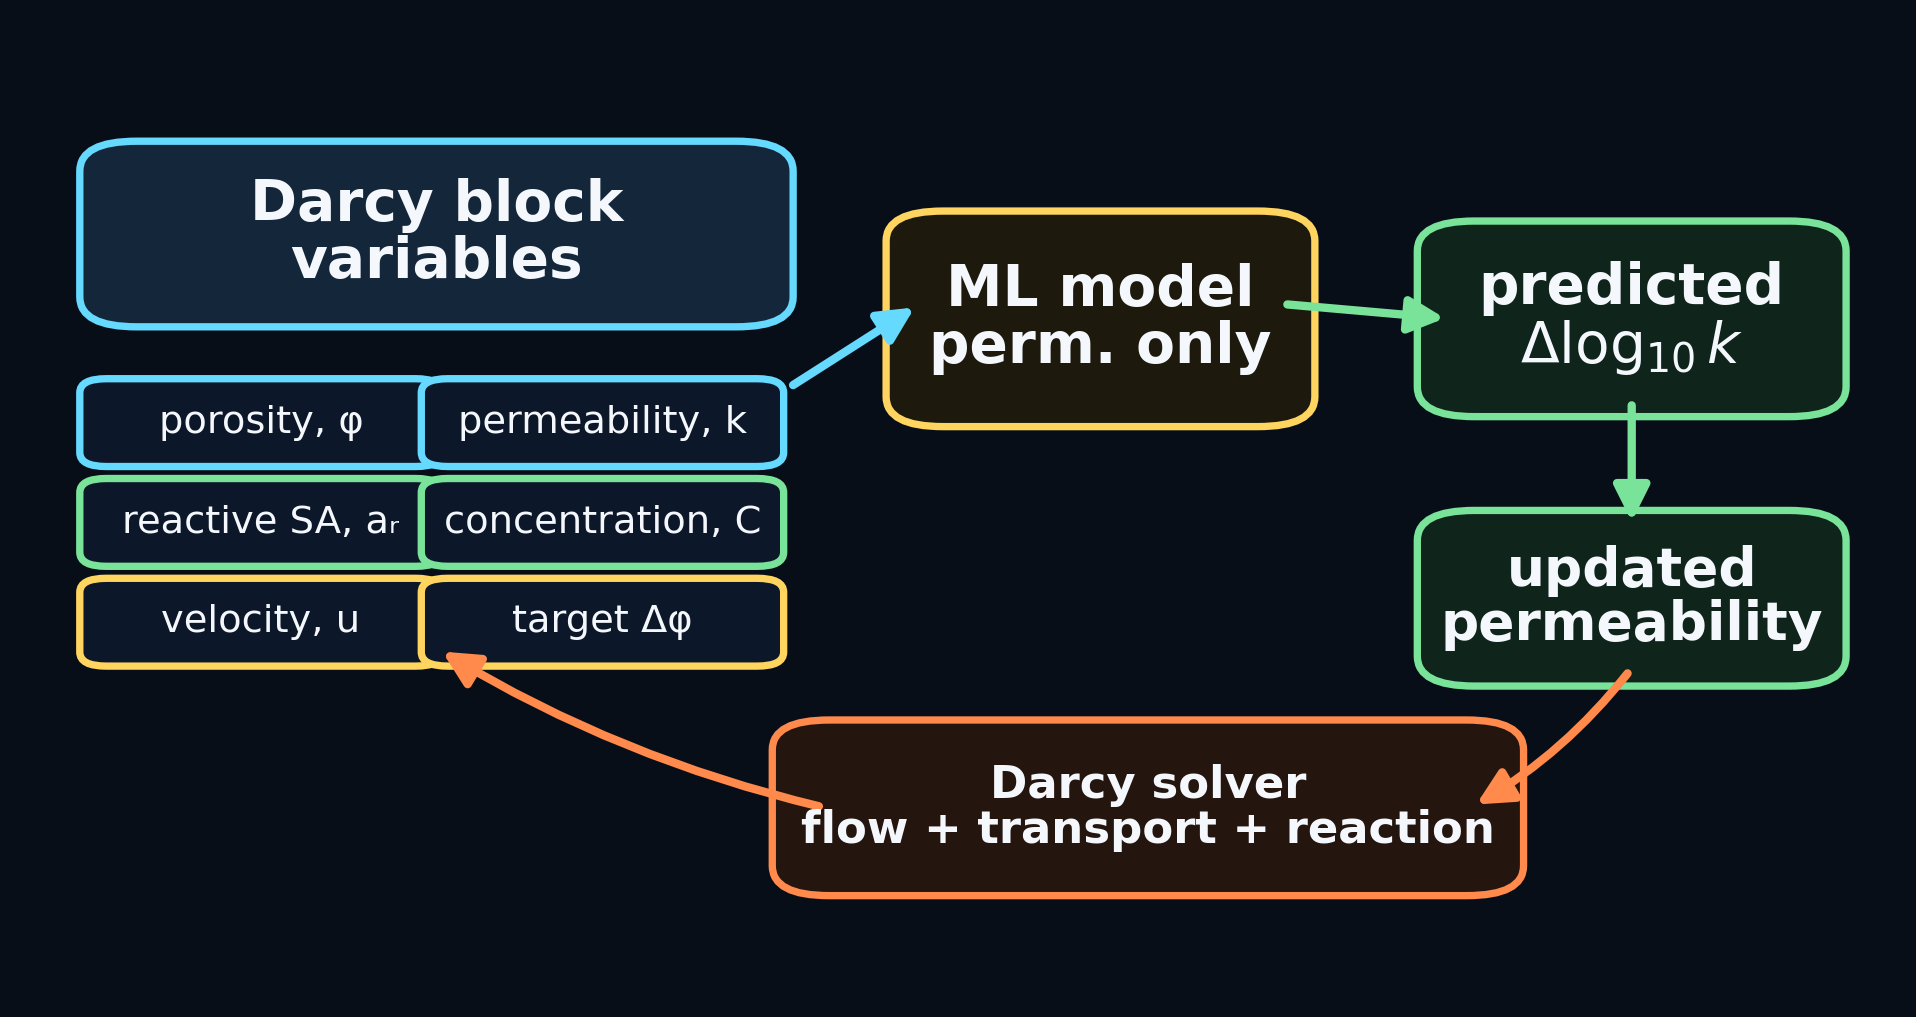 Darcy block
variables
porosity, φ
permeability, k
reactive SA, aᵣ
concentration, C
velocity, u
target Δφ
ML model
perm. only
predicted
Δlog₁₀ k
updated
permeability
Darcy solver
flow + transport + reaction